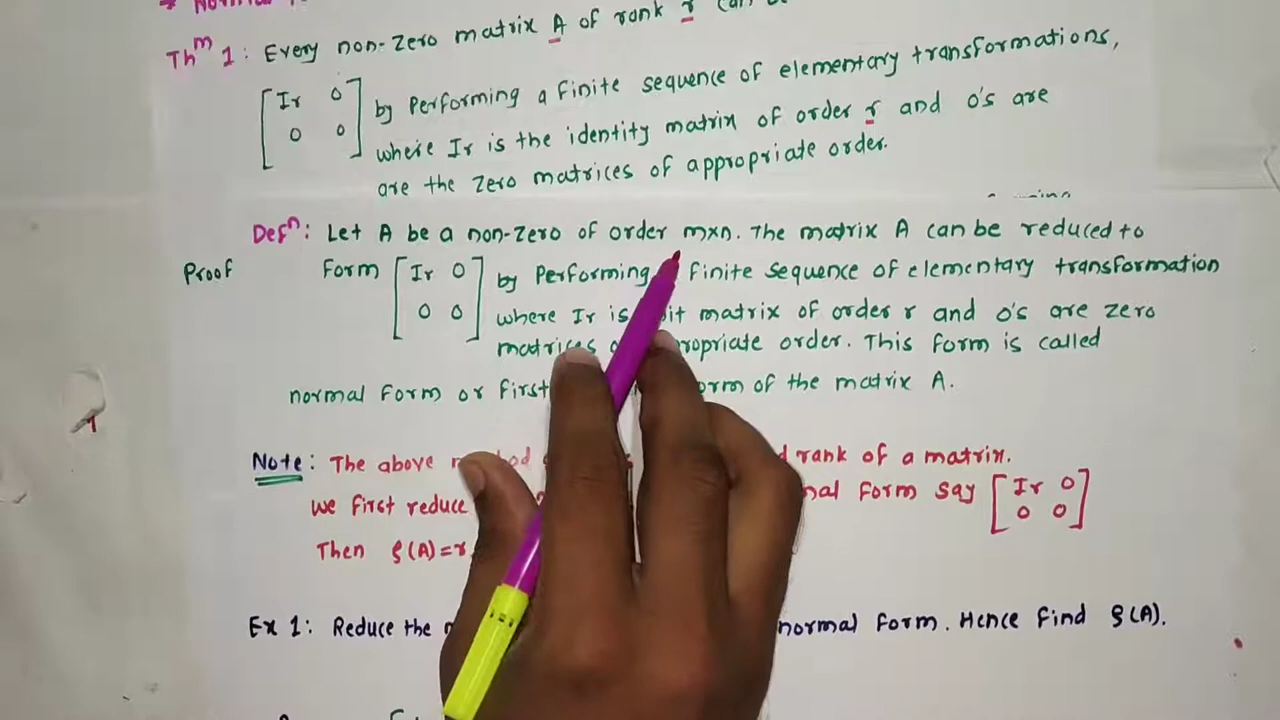 Thm 1: Every non-zero matrix A of rank r can
[Ir 0
0 0] by performing a finite sequence of elementary transformations,
where Ir is the identity matrix of order r and 0's are
are the zero matrices of appropriate order.
Defn: Let A be a non-zero of order mxn. The matrix A can be reduced to
Proof Form [Ir 0
0 0] by performing finite sequence of elementary transformation
where Ir is matrix of order r and 0's are zero
matrices order. This form is called
normal form or first form of the matrix A.
Note: The above rank of a matrix.
We first reduce form say [Ir 0
0 0]
Then ρ(A)=r
Ex 1: Reduce the normal form. Hence find ρ(A).